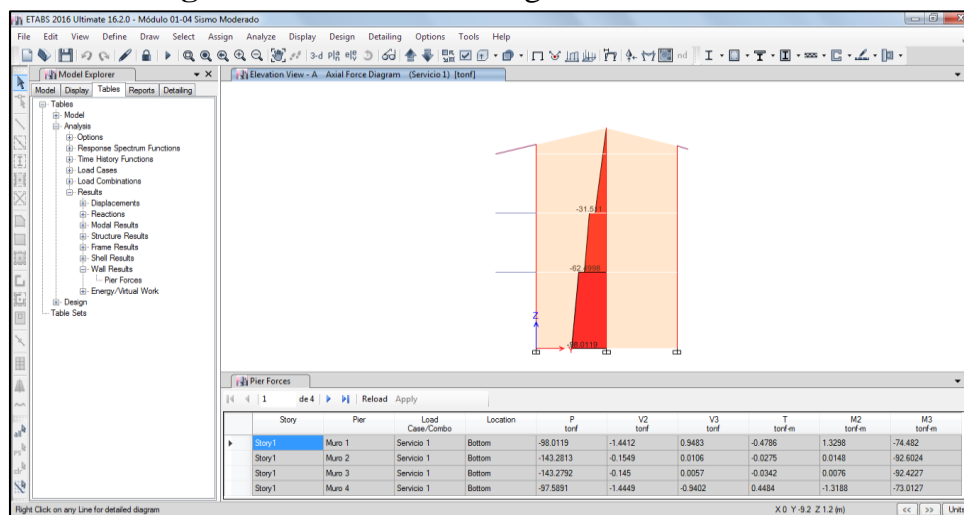 ETABS 2016 Ultimate 16.2.0 - Módulo 01-04 Sismo Moderado
File Edit View Define Draw Select Assign Analyze Display Design Detailing Options Tools Help
3-d
nd
Model Explorer
Elevation View - A Axial Force Diagram (Servicio 1) [tonf]
Model Display Tables Reports Detailing
Tables
Model
Analysis
Options
Response Spectrum Functions
Time History Functions
Load Cases
Load Combinations
Results
Displacements
Reactions
Modal Results
Structure Results
Frame Results
Shell Results
Wall Results
Pier Forces
Energy/Virtual Work
Design
Table Sets
Z
-98.0119
Pier Forces
1 de 4 Reload Apply
Story Pier Load Case/Combo Location P tonf V2 tonf V3 tonf T tonf-m M2 tonf-m M3 tonf-m
Story1 Muro 1 Servicio 1 Bottom -98.0119 -1.4412 0.9483 -0.4786 1.3298 -74.482
Story1 Muro 2 Servicio 1 Bottom -143.2813 -0.1549 0.0106 -0.0275 0.0148 -92.6024
Story1 Muro 3 Servicio 1 Bottom -143.2792 -0.145 0.0057 -0.0342 0.0076 -92.4227
Story1 Muro 4 Servicio 1 Bottom -97.5891 -1.4449 -0.9402 0.4484 -1.3188 -73.0127
Right Click on any Line for detailed diagram X 0 Y -9.2 Z 1.2 (m) << >> Units